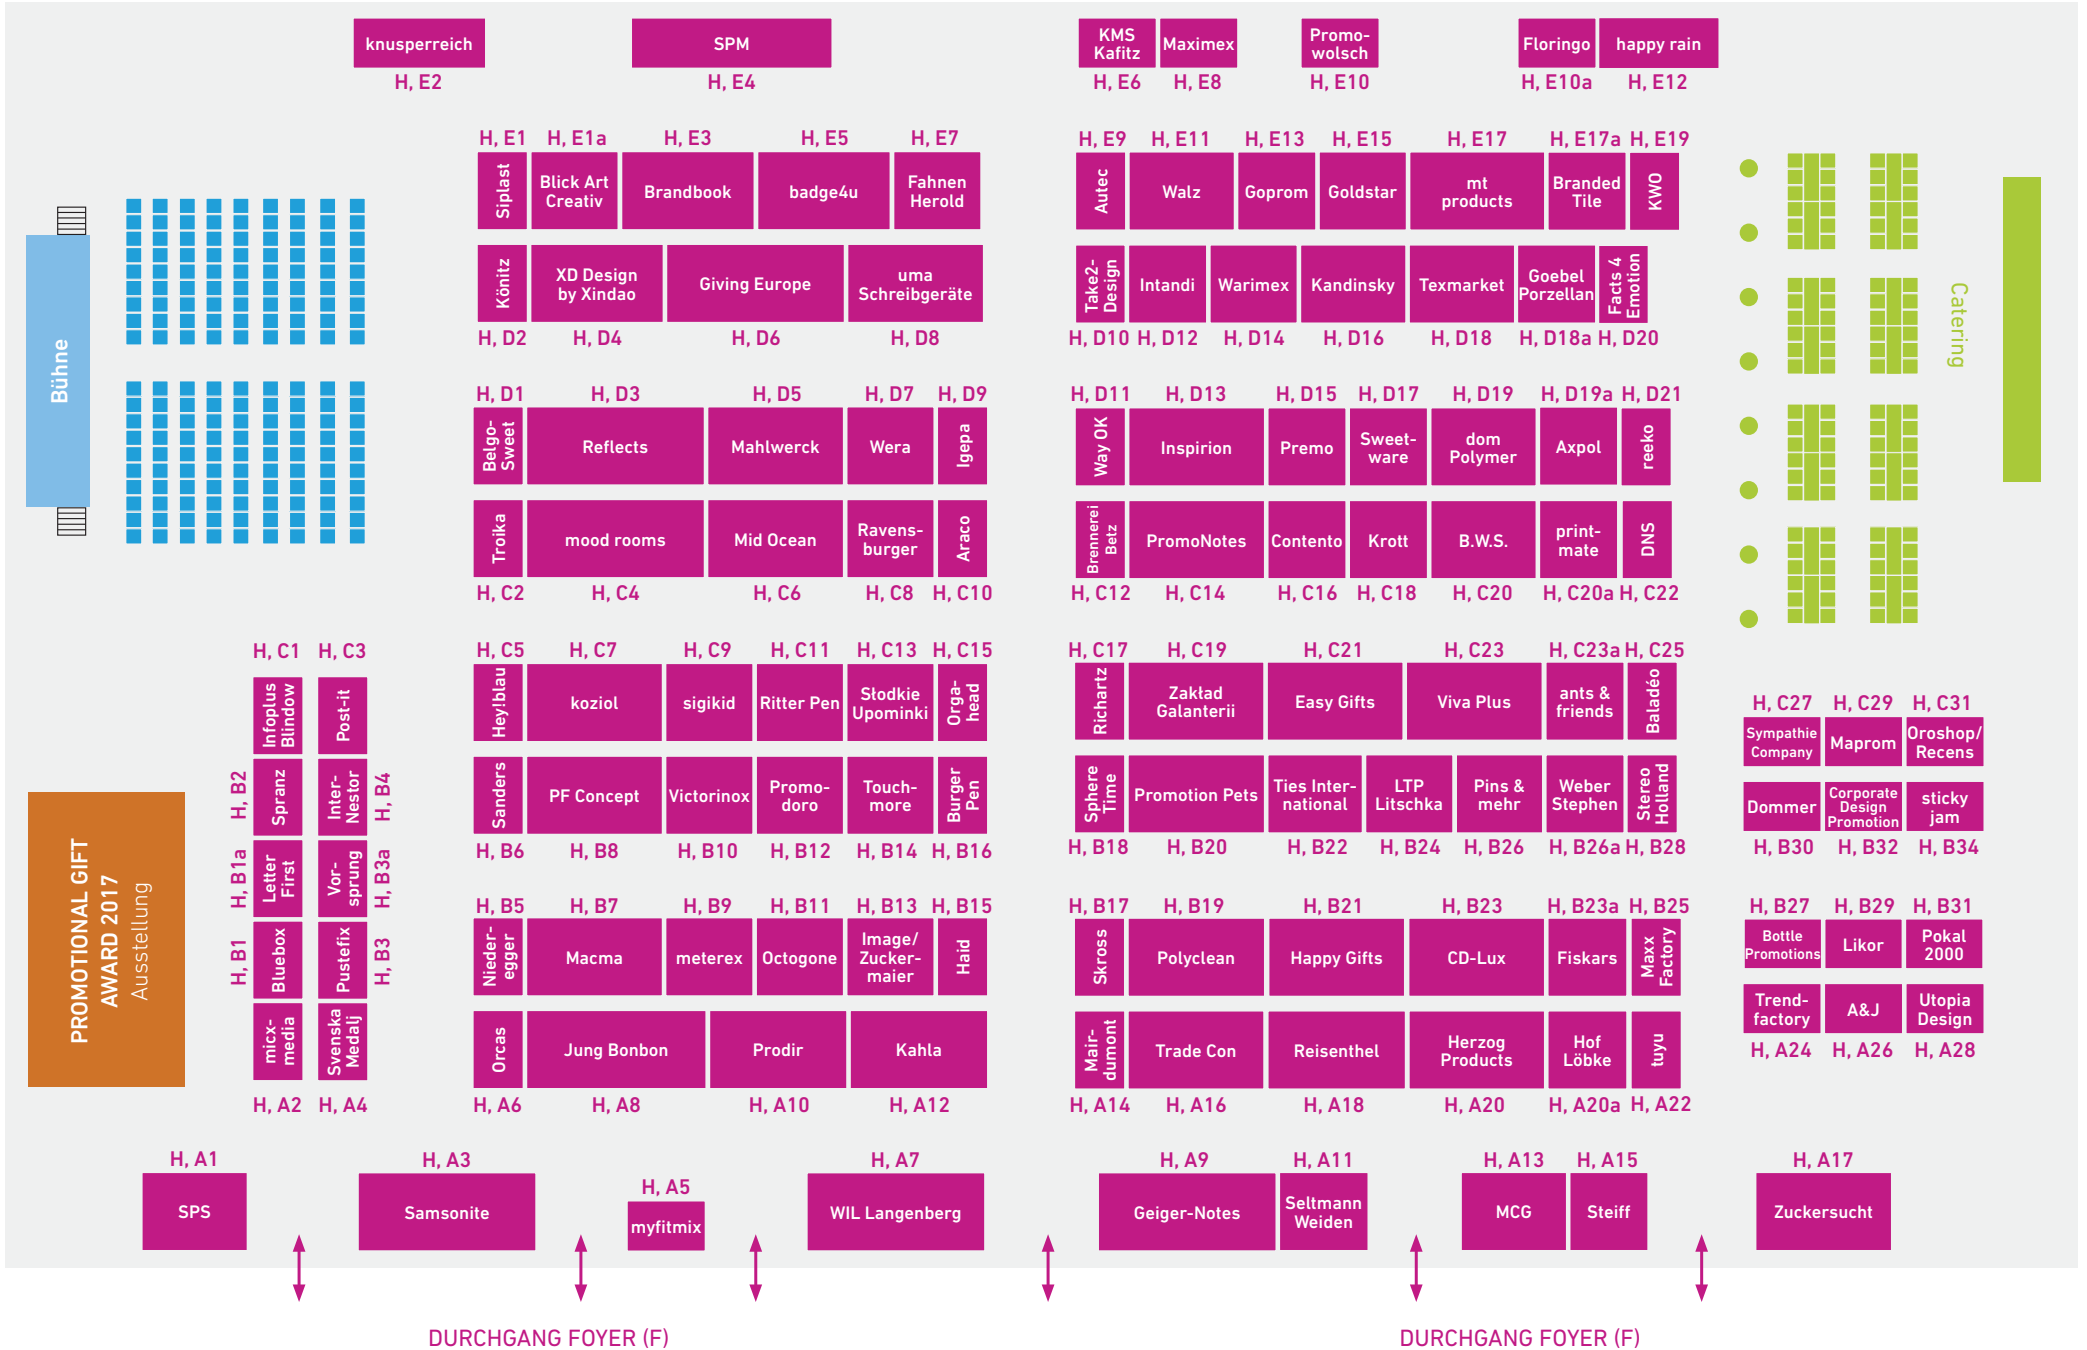 knusperreich
SPM
KMS
Kafitz
Maximex
Promo-
wolsch
Floringo
happy rain
H, E2
H, E4
H, E6
H, E8
H, E10
H, E10a
H, E12
H, E1
H, E1a
H, E3
H, E5
H, E7
H, E9
H, E11
H, E13
H, E15
H, E17
H, E17a
H, E19
Siplast
Blick Art
Creativ
Brandbook
badge4u
Fahnen
Herold
Autec
Walz
Goprom
Goldstar
mt
products
Branded
Tile
KWO
Könitz
XD Design
by Xindao
Giving Europe
uma
Schreibgeräte
Take2-
Design
Intandi
Warimex
Kandinsky
Texmarket
Goebel
Porzellan
Facts 4
Emotion
H, D2
H, D4
H, D6
H, D8
H, D10
H, D12
H, D14
H, D16
H, D18
H, D18a
H, D20
Bühne
Catering
H, D1
H, D3
H, D5
H, D7
H, D9
H, D11
H, D13
H, D15
H, D17
H, D19
H, D19a
H, D21
Belgo-
Sweet
Reflects
Mahlwerck
Wera
Igepa
Way OK
Inspirion
Premo
Sweet-
ware
dom
Polymer
Axpol
reeko
Troika
mood rooms
Mid Ocean
Ravens-
burger
Araco
Brennerei
Betz
PromoNotes
Contento
Krott
B.W.S.
print-
mate
DNS
H, C2
H, C4
H, C6
H, C8
H, C10
H, C12
H, C14
H, C16
H, C18
H, C20
H, C20a
H, C22
H, C1
H, C3
H, C5
H, C7
H, C9
H, C11
H, C13
H, C15
H, C17
H, C19
H, C21
H, C23
H, C23a
H, C25
Infoplus
Blindow
Post-it
Hey!blau
koziol
sigikid
Ritter Pen
Słodkie
Upominki
Orga-
head
Richartz
Zakład
Galanterii
Easy Gifts
Viva Plus
ants &
friends
Baladéo
H, C27
H, C29
H, C31
Sympathie
Company
Maprom
Oroshop/
Recens
H, B2
Spranz
Inter-
Nestor
H, B4
Sanders
PF Concept
Victorinox
Promo-
doro
Touch-
more
Burger
Pen
Sphere
Time
Promotion Pets
Ties Inter-
national
LTP
Litschka
Pins &
mehr
Weber
Stephen
Stereo
Holland
Dommer
Corporate
Design
Promotion
sticky
jam
H, B6
H, B8
H, B10
H, B12
H, B14
H, B16
H, B18
H, B20
H, B22
H, B24
H, B26
H, B26a
H, B28
H, B30
H, B32
H, B34
PROMOTIONAL GIFT
AWARD 2017
Ausstellung
H, B1a
Letter
First
Vor-
sprung
H, B3a
H, B1
Bluebox
Pustefix
H, B3
H, B5
H, B7
H, B9
H, B11
H, B13
H, B15
H, B17
H, B19
H, B21
H, B23
H, B23a
H, B25
H, B27
H, B29
H, B31
Nieder-
egger
Macma
meterex
Octogone
Image/
Zucker-
maier
Haid
Skross
Polyclean
Happy Gifts
CD-Lux
Fiskars
Maxx
Factory
Bottle
Promotions
Likor
Pokal
2000
micx-
media
Svenska
Medalj
Orcas
Jung Bonbon
Prodir
Kahla
Mair-
dumont
Trade Con
Reisenthel
Herzog
Products
Hof
Löbke
tuyu
Trend-
factory
A&J
Utopia
Design
H, A2
H, A4
H, A6
H, A8
H, A10
H, A12
H, A14
H, A16
H, A18
H, A20
H, A20a
H, A22
H, A24
H, A26
H, A28
H, A1
H, A3
H, A5
H, A7
H, A9
H, A11
H, A13
H, A15
H, A17
SPS
Samsonite
myfitmix
WIL Langenberg
Geiger-Notes
Seltmann
Weiden
MCG
Steiff
Zuckersucht
DURCHGANG FOYER (F)
DURCHGANG FOYER (F)